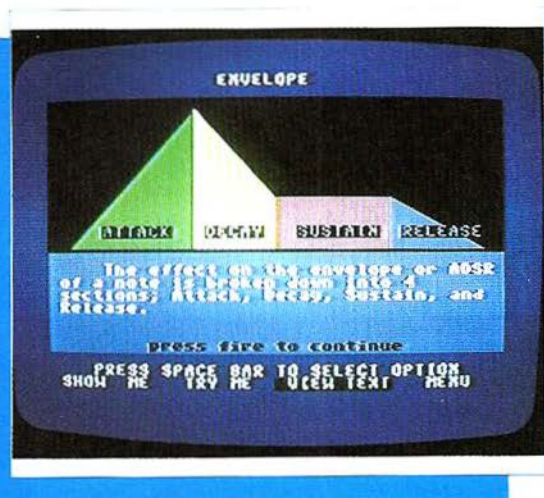 ENVELOPE
ATTACK DECAY SUSTAIN RELEASE
The effect on the envelope or ADSR
of a note is broken down into 4
sections; Attack, Decay, Sustain, and
Release.
press fire to continue
PRESS SPACE BAR TO SELECT OPTION
SHOW ME TRY ME VIEW TEXT MENU